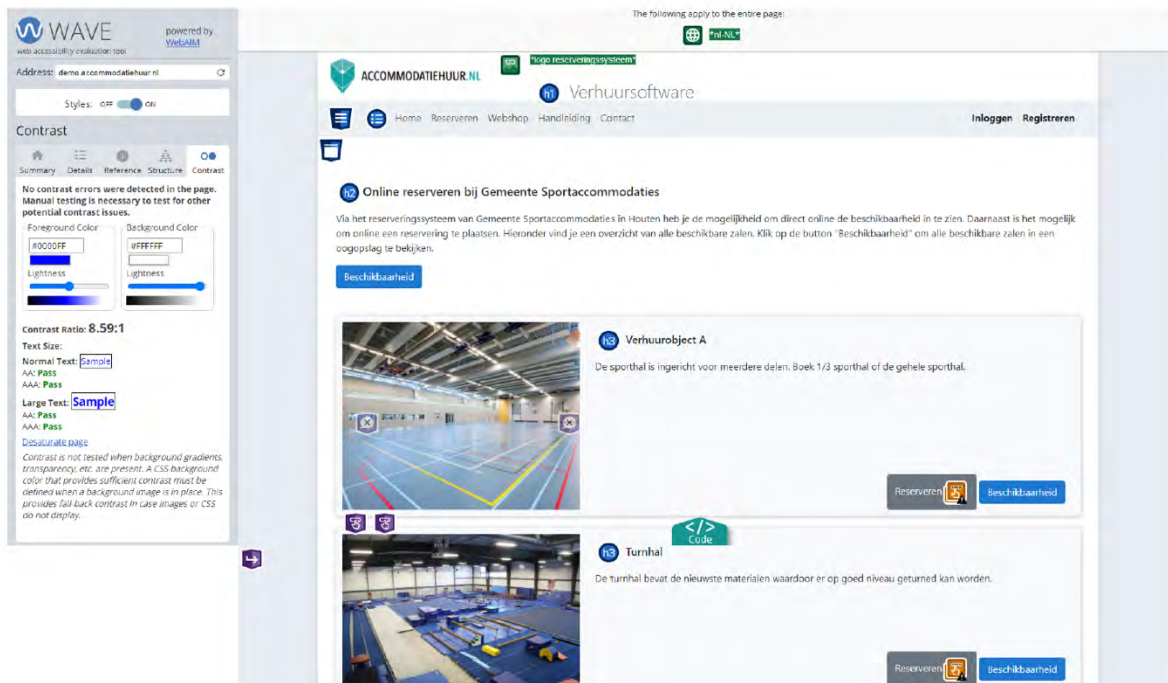 WAVE
web accessibility evaluation tool
powered by
WebAIM
Address: demo.accommodatiehuur.nl
Styles: OFF ON
Contrast
Summary Details Reference Structure Contrast
No contrast errors were detected in the page.
Manual testing is necessary to test for other
potential contrast issues.
Foreground Color
#0000FF
Lightness
Background Color
#FFFFFF
Lightness
Contrast Ratio: 8.59:1
Text Size:
Normal Text: Sample
AA: Pass
AAA: Pass
Large Text: Sample
AA: Pass
AAA: Pass
Desaturate page
Contrast is not tested when background gradients,
transparency, etc. are present. A CSS background
color that provides sufficient contrast must be
defined when a background image is in place. This
provides fall-back contrast in case images or CSS
do not display.
The following apply to the entire page:
*nl-NL*
ACCOMMODATIEHUUR.NL
*logo reserveringssysteem*
h1 Verhuursoftware
Home Reserveren Webshop Handleiding Contact
Inloggen Registreren
h2 Online reserveren bij Gemeente Sportaccommodaties
Via het reserveringssysteem van Gemeente Sportaccommodaties in Houten heb je de mogelijkheid om direct online de beschikbaarheid in te zien. Daarnaast is het mogelijk
om online een reservering te plaatsen. Hieronder vind je een overzicht van alle beschikbare zalen. Klik op de button "Beschikbaarheid" om alle beschikbare zalen in een
oogopslag te bekijken.
Beschikbaarheid
h3 Verhuurobject A
De sporthal is ingericht voor meerdere delen. Boek 1/3 sporthal of de gehele sporthal.
Reserveren Beschikbaarheid
</>
Code
h3 Turnhal
De turnhal bevat de nieuwste materialen waardoor er op goed niveau geturned kan worden.
Reserveren Beschikbaarheid